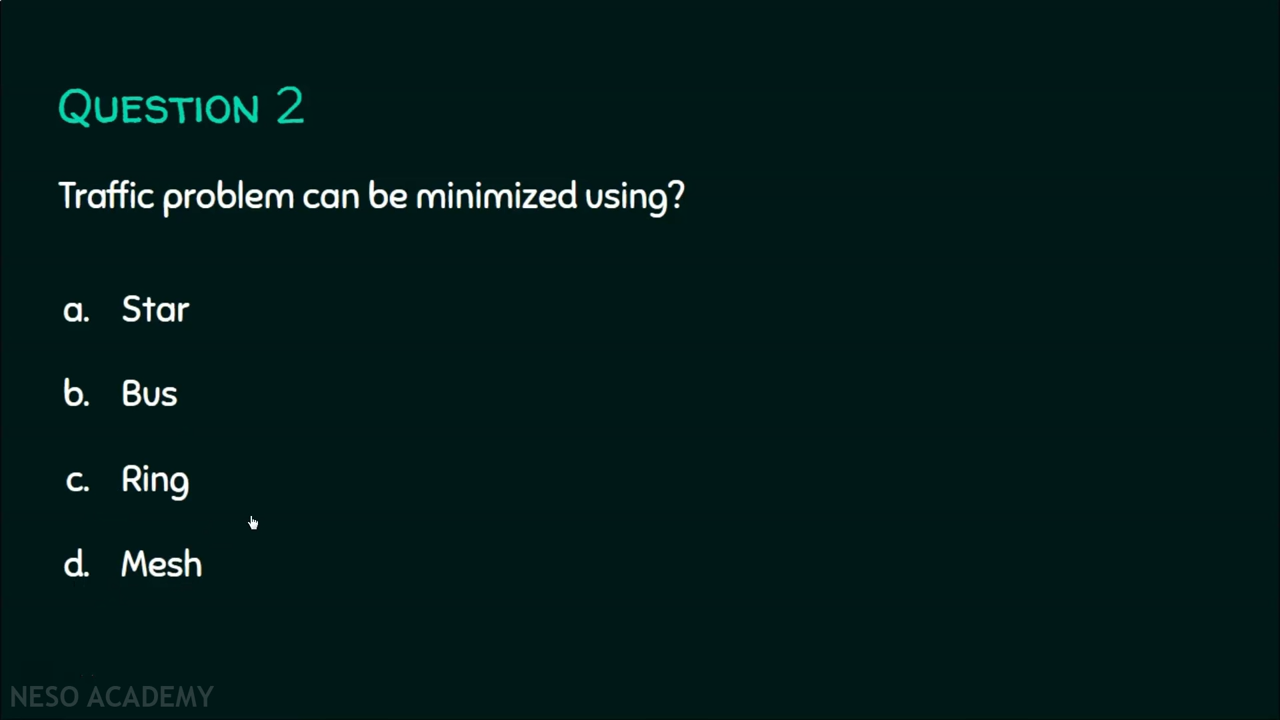 Question 2
Traffic problem can be minimized using?
a. Star
b. Bus
c. Ring
d. Mesh
NESO ACADEMY